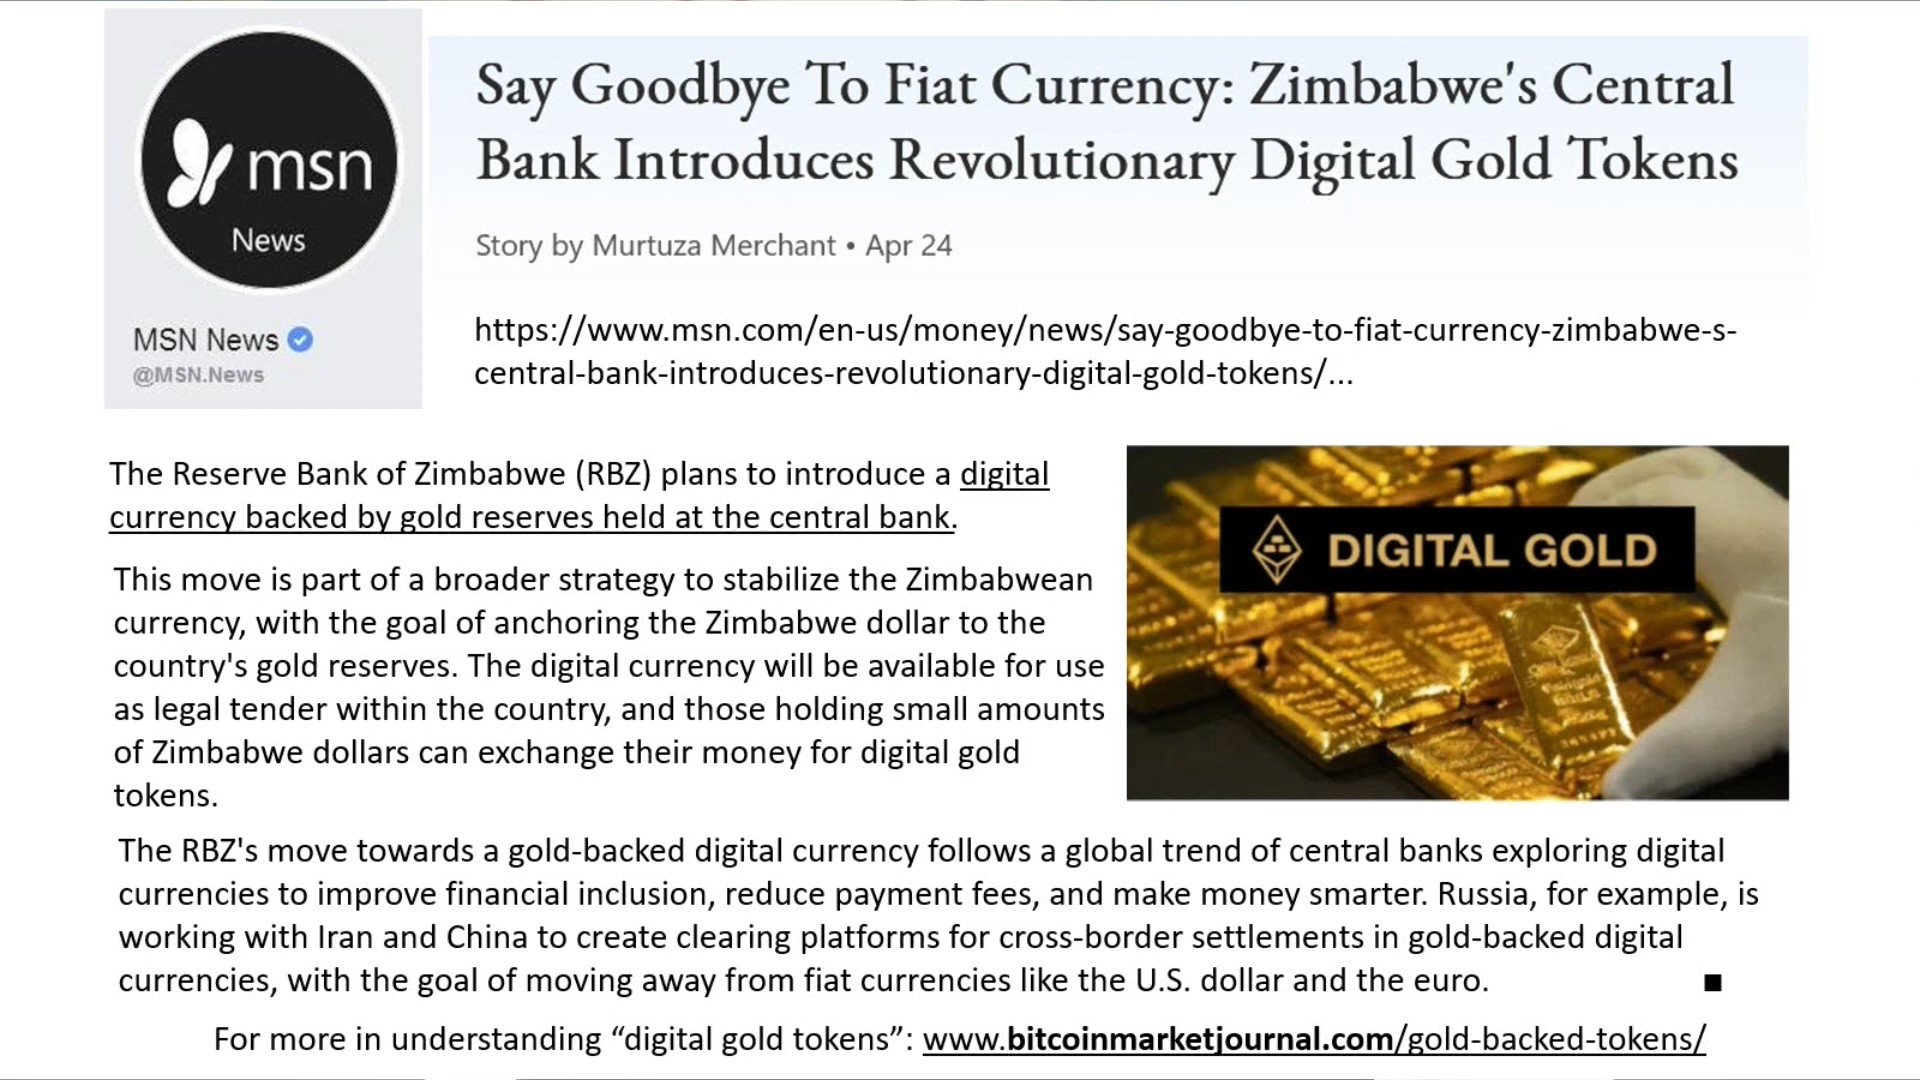 msn
News
MSN News
@MSN.News
Say Goodbye To Fiat Currency: Zimbabwe's Central
Bank Introduces Revolutionary Digital Gold Tokens
Story by Murtuza Merchant • Apr 24
https://www.msn.com/en-us/money/news/say-goodbye-to-fiat-currency-zimbabwe-s-
central-bank-introduces-revolutionary-digital-gold-tokens/...
The Reserve Bank of Zimbabwe (RBZ) plans to introduce a digital
currency backed by gold reserves held at the central bank.
This move is part of a broader strategy to stabilize the Zimbabwean
currency, with the goal of anchoring the Zimbabwe dollar to the
country's gold reserves. The digital currency will be available for use
as legal tender within the country, and those holding small amounts
of Zimbabwe dollars can exchange their money for digital gold
tokens.
DIGITAL GOLD
The RBZ's move towards a gold-backed digital currency follows a global trend of central banks exploring digital
currencies to improve financial inclusion, reduce payment fees, and make money smarter. Russia, for example, is
working with Iran and China to create clearing platforms for cross-border settlements in gold-backed digital
currencies, with the goal of moving away from fiat currencies like the U.S. dollar and the euro. ■
For more in understanding “digital gold tokens”: www.bitcoinmarketjournal.com/gold-backed-tokens/